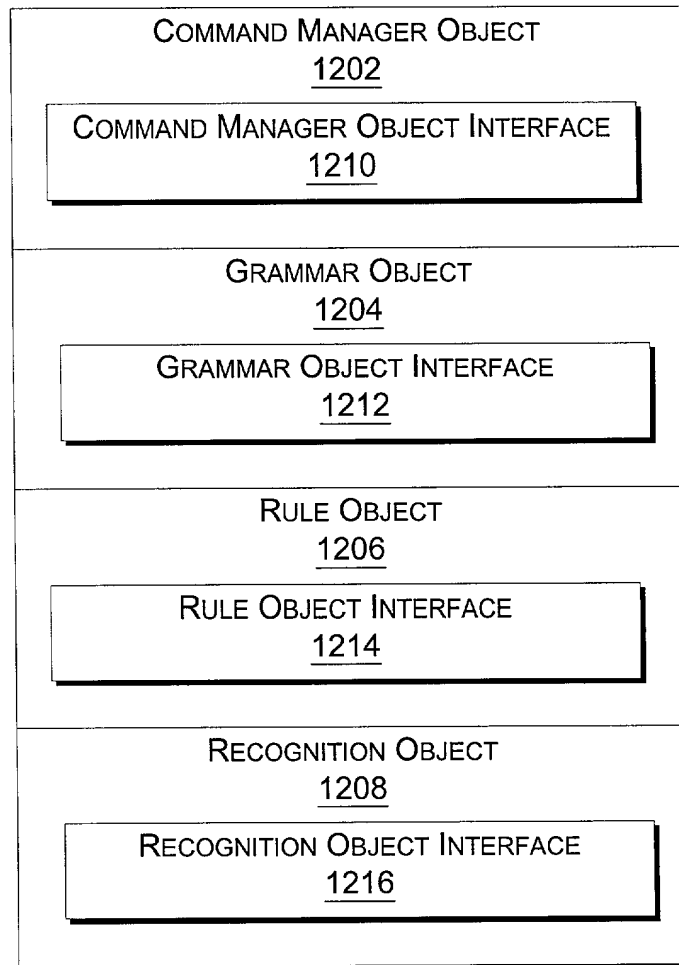 COMMAND MANAGER OBJECT
1202
COMMAND MANAGER OBJECT INTERFACE
1210
GRAMMAR OBJECT
1204
GRAMMAR OBJECT INTERFACE
1212
RULE OBJECT
1206
RULE OBJECT INTERFACE
1214
RECOGNITION OBJECT
1208
RECOGNITION OBJECT INTERFACE
1216